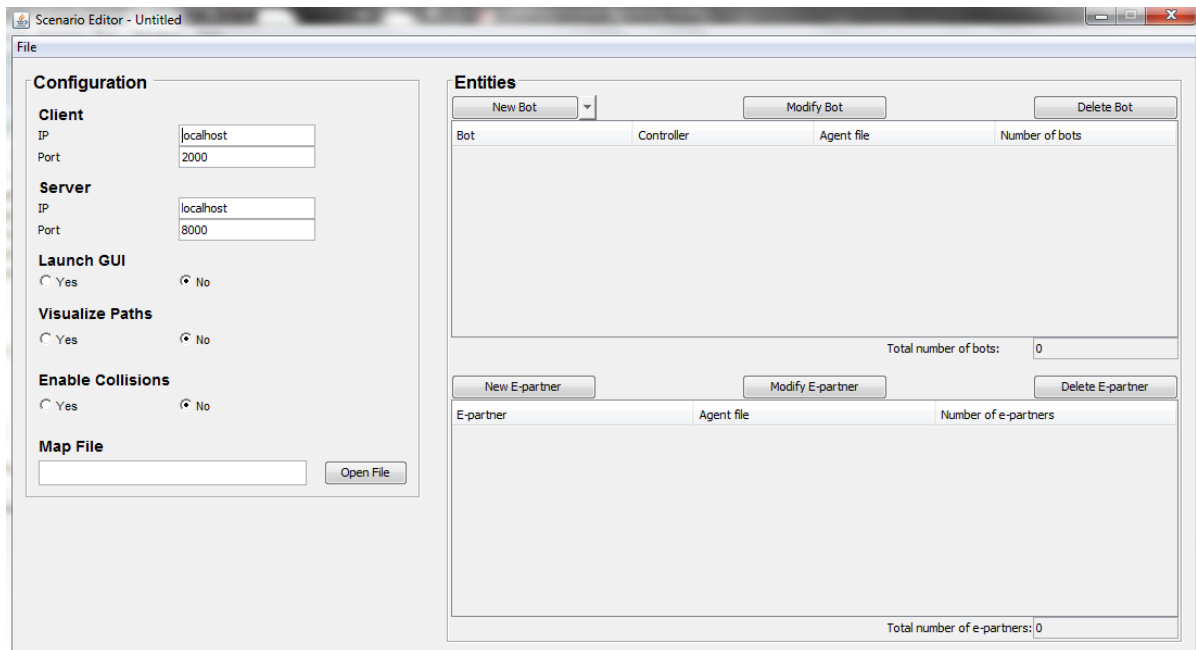 Scenario Editor - Untitled
File
Configuration
Client
IP localhost
Port 2000
Server
IP localhost
Port 8000
Launch GUI
Yes No
Visualize Paths
Yes No
Enable Collisions
Yes No
Map File
Open File
Entities
New Bot Modify Bot Delete Bot
Bot Controller Agent file Number of bots
Total number of bots: 0
New E-partner Modify E-partner Delete E-partner
E-partner Agent file Number of e-partners
Total number of e-partners: 0